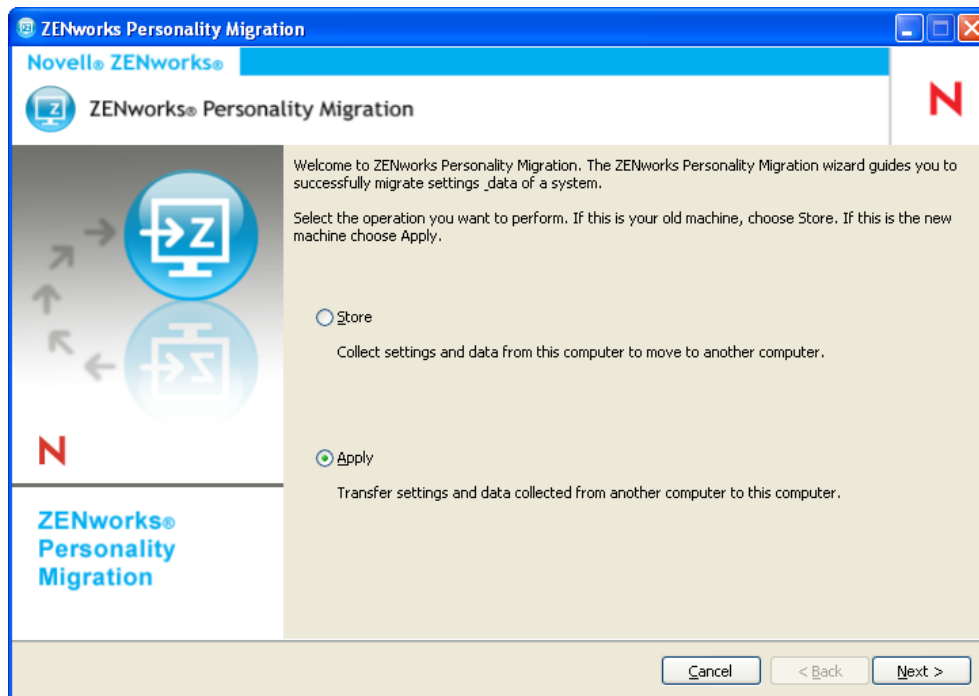 ZENworks Personality Migration
Novell® ZENworks®
ZENworks® Personality Migration
N
Welcome to ZENworks Personality Migration. The ZENworks Personality Migration wizard guides you to
successfully migrate settings _data of a system.
Select the operation you want to perform. If this is your old machine, choose Store. If this is the new
machine choose Apply.
Z
Store
Collect settings and data from this computer to move to another computer.
N
Apply
Transfer settings and data collected from another computer to this computer.
ZENworks®
Personality
Migration
Cancel
< Back
Next >